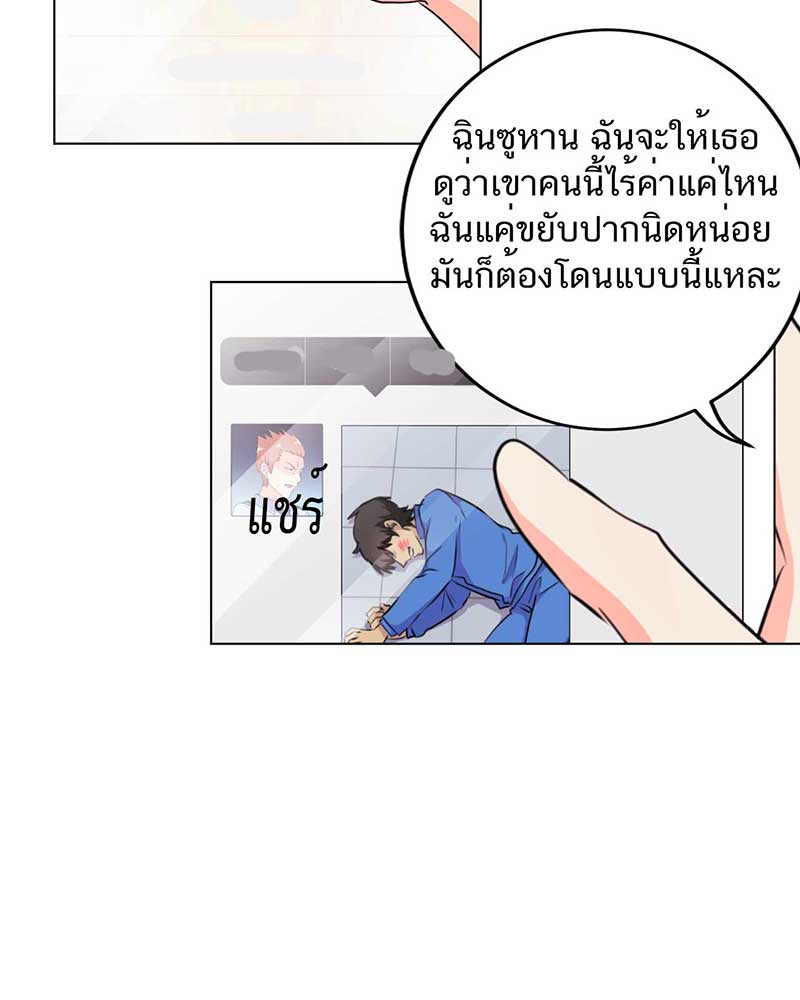 ฉินซูหาน ฉันจะให้เธอ
ดูว่าเขาคนนี้ไร้ค่าแค่ไหน
ฉันแค่ขยับปากนิดหน่อย
มันก็ต้องโดนแบบนี้แหละ
แชร์